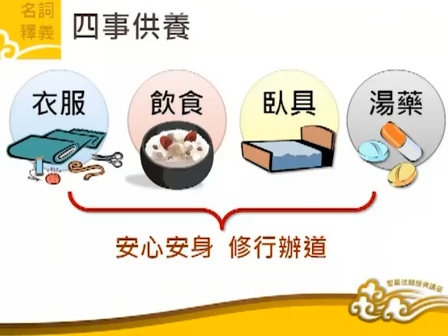 名詞
釋義
四事供養
衣服
飲食
臥具
湯藥
安心安身 修行辦道